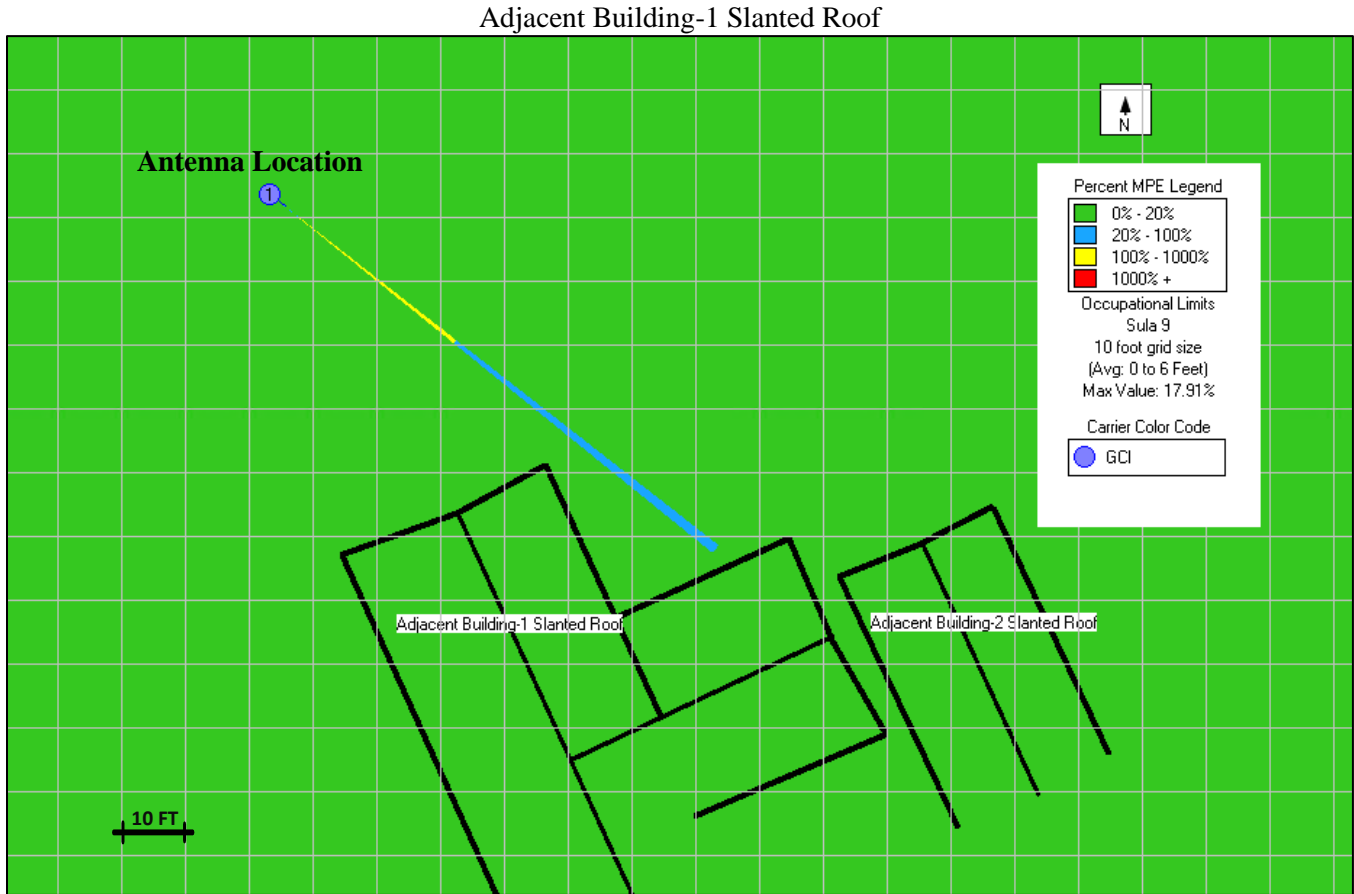 Adjacent Building-1 Slanted Roof
N
Antenna Location
1
Percent MPE Legend
0% - 20%
20% - 100%
100% - 1000%
1000% +
Occupational Limits
Sula 9
10 foot grid size
(Avg: 0 to 6 Feet)
Max Value: 17.91%
Carrier Color Code
GCI
Adjacent Building-1 Slanted Roof
Adjacent Building-2 Slanted Roof
10 FT